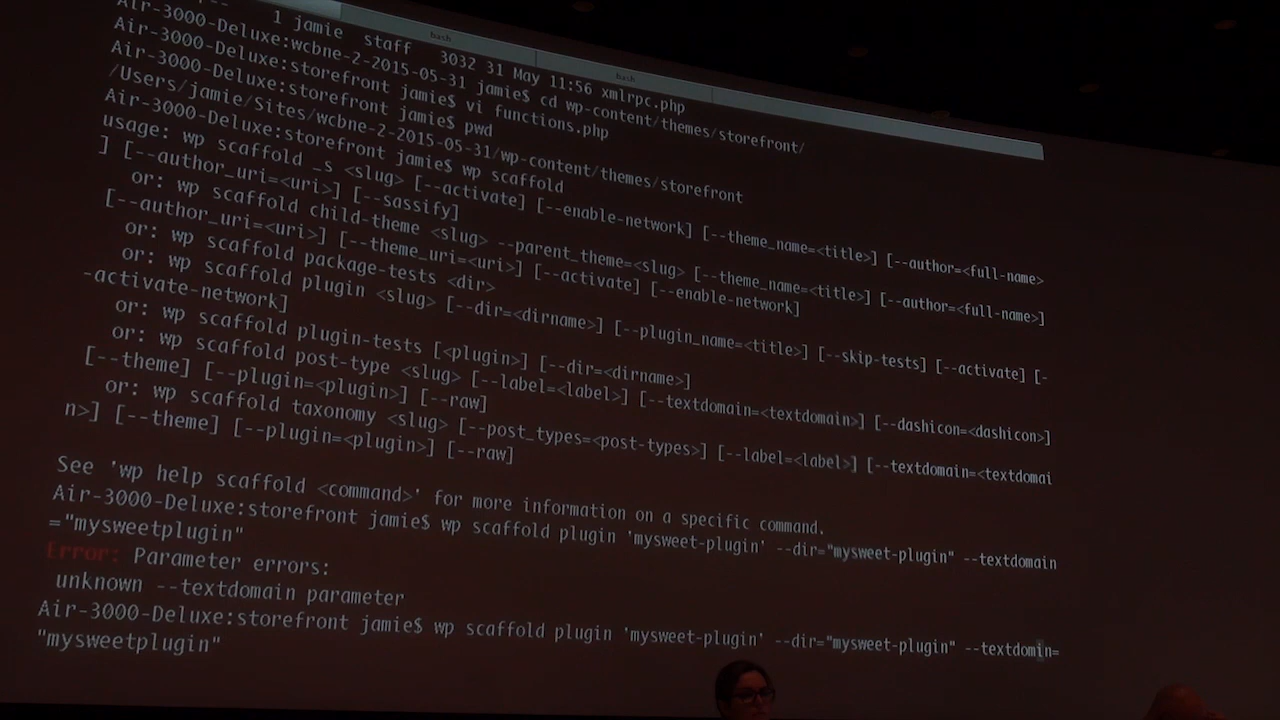 1 jamie staff 3032 31 May 11:56 xmlrpc.php
bash
bash
Air-3000-Deluxe:wcbne-2-2015-05-31 jamie$ cd wp-content/themes/storefront/
Air-3000-Deluxe:storefront jamie$ vi functions.php
Air-3000-Deluxe:storefront jamie$ pwd
/Users/jamie/Sites/wcbne-2-2015-05-31/wp-content/themes/storefront
Air-3000-Deluxe:storefront jamie$ wp scaffold
usage: wp scaffold _s <slug> [--activate] [--enable-network] [--theme_name=<title>] [--author=<full-name>
] [--author_uri=<uri>] [--sassify]
or: wp scaffold child-theme <slug> --parent_theme=<slug> [--theme_name=<title>] [--author=<full-name>]
[--author_uri=<uri>] [--theme_uri=<uri>] [--activate] [--enable-network]
or: wp scaffold package-tests <dir>
or: wp scaffold plugin <slug> [--dir=<dirname>] [--plugin_name=<title>] [--skip-tests] [--activate] [-
-activate-network]
or: wp scaffold plugin-tests [<plugin>] [--dir=<dirname>]
or: wp scaffold post-type <slug> [--label=<label>] [--textdomain=<textdomain>] [--dashicon=<dashicon>]
[--theme] [--plugin=<plugin>] [--raw]
or: wp scaffold taxonomy <slug> [--post_types=<post-types>] [--label=<label>] [--textdomain=<textdomai
n>] [--theme] [--plugin=<plugin>] [--raw]
See 'wp help scaffold <command>' for more information on a specific command.
Air-3000-Deluxe:storefront jamie$ wp scaffold plugin 'mysweet-plugin' --dir="mysweet-plugin" --textdomain
="mysweetplugin"
Error: Parameter errors:
unknown --textdomain parameter
Air-3000-Deluxe:storefront jamie$ wp scaffold plugin 'mysweet-plugin' --dir="mysweet-plugin" --textdomin=
"mysweetplugin"